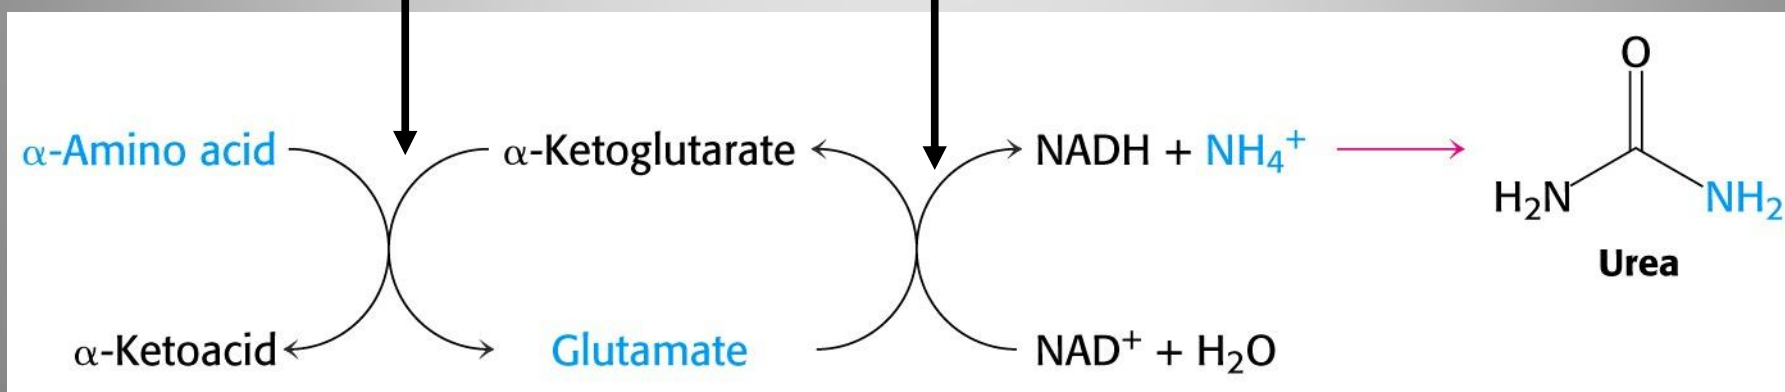 O
α-Amino acid α-Ketoglutarate NADH + NH₄⁺
H₂N NH₂
Urea
α-Ketoacid Glutamate NAD⁺ + H₂O